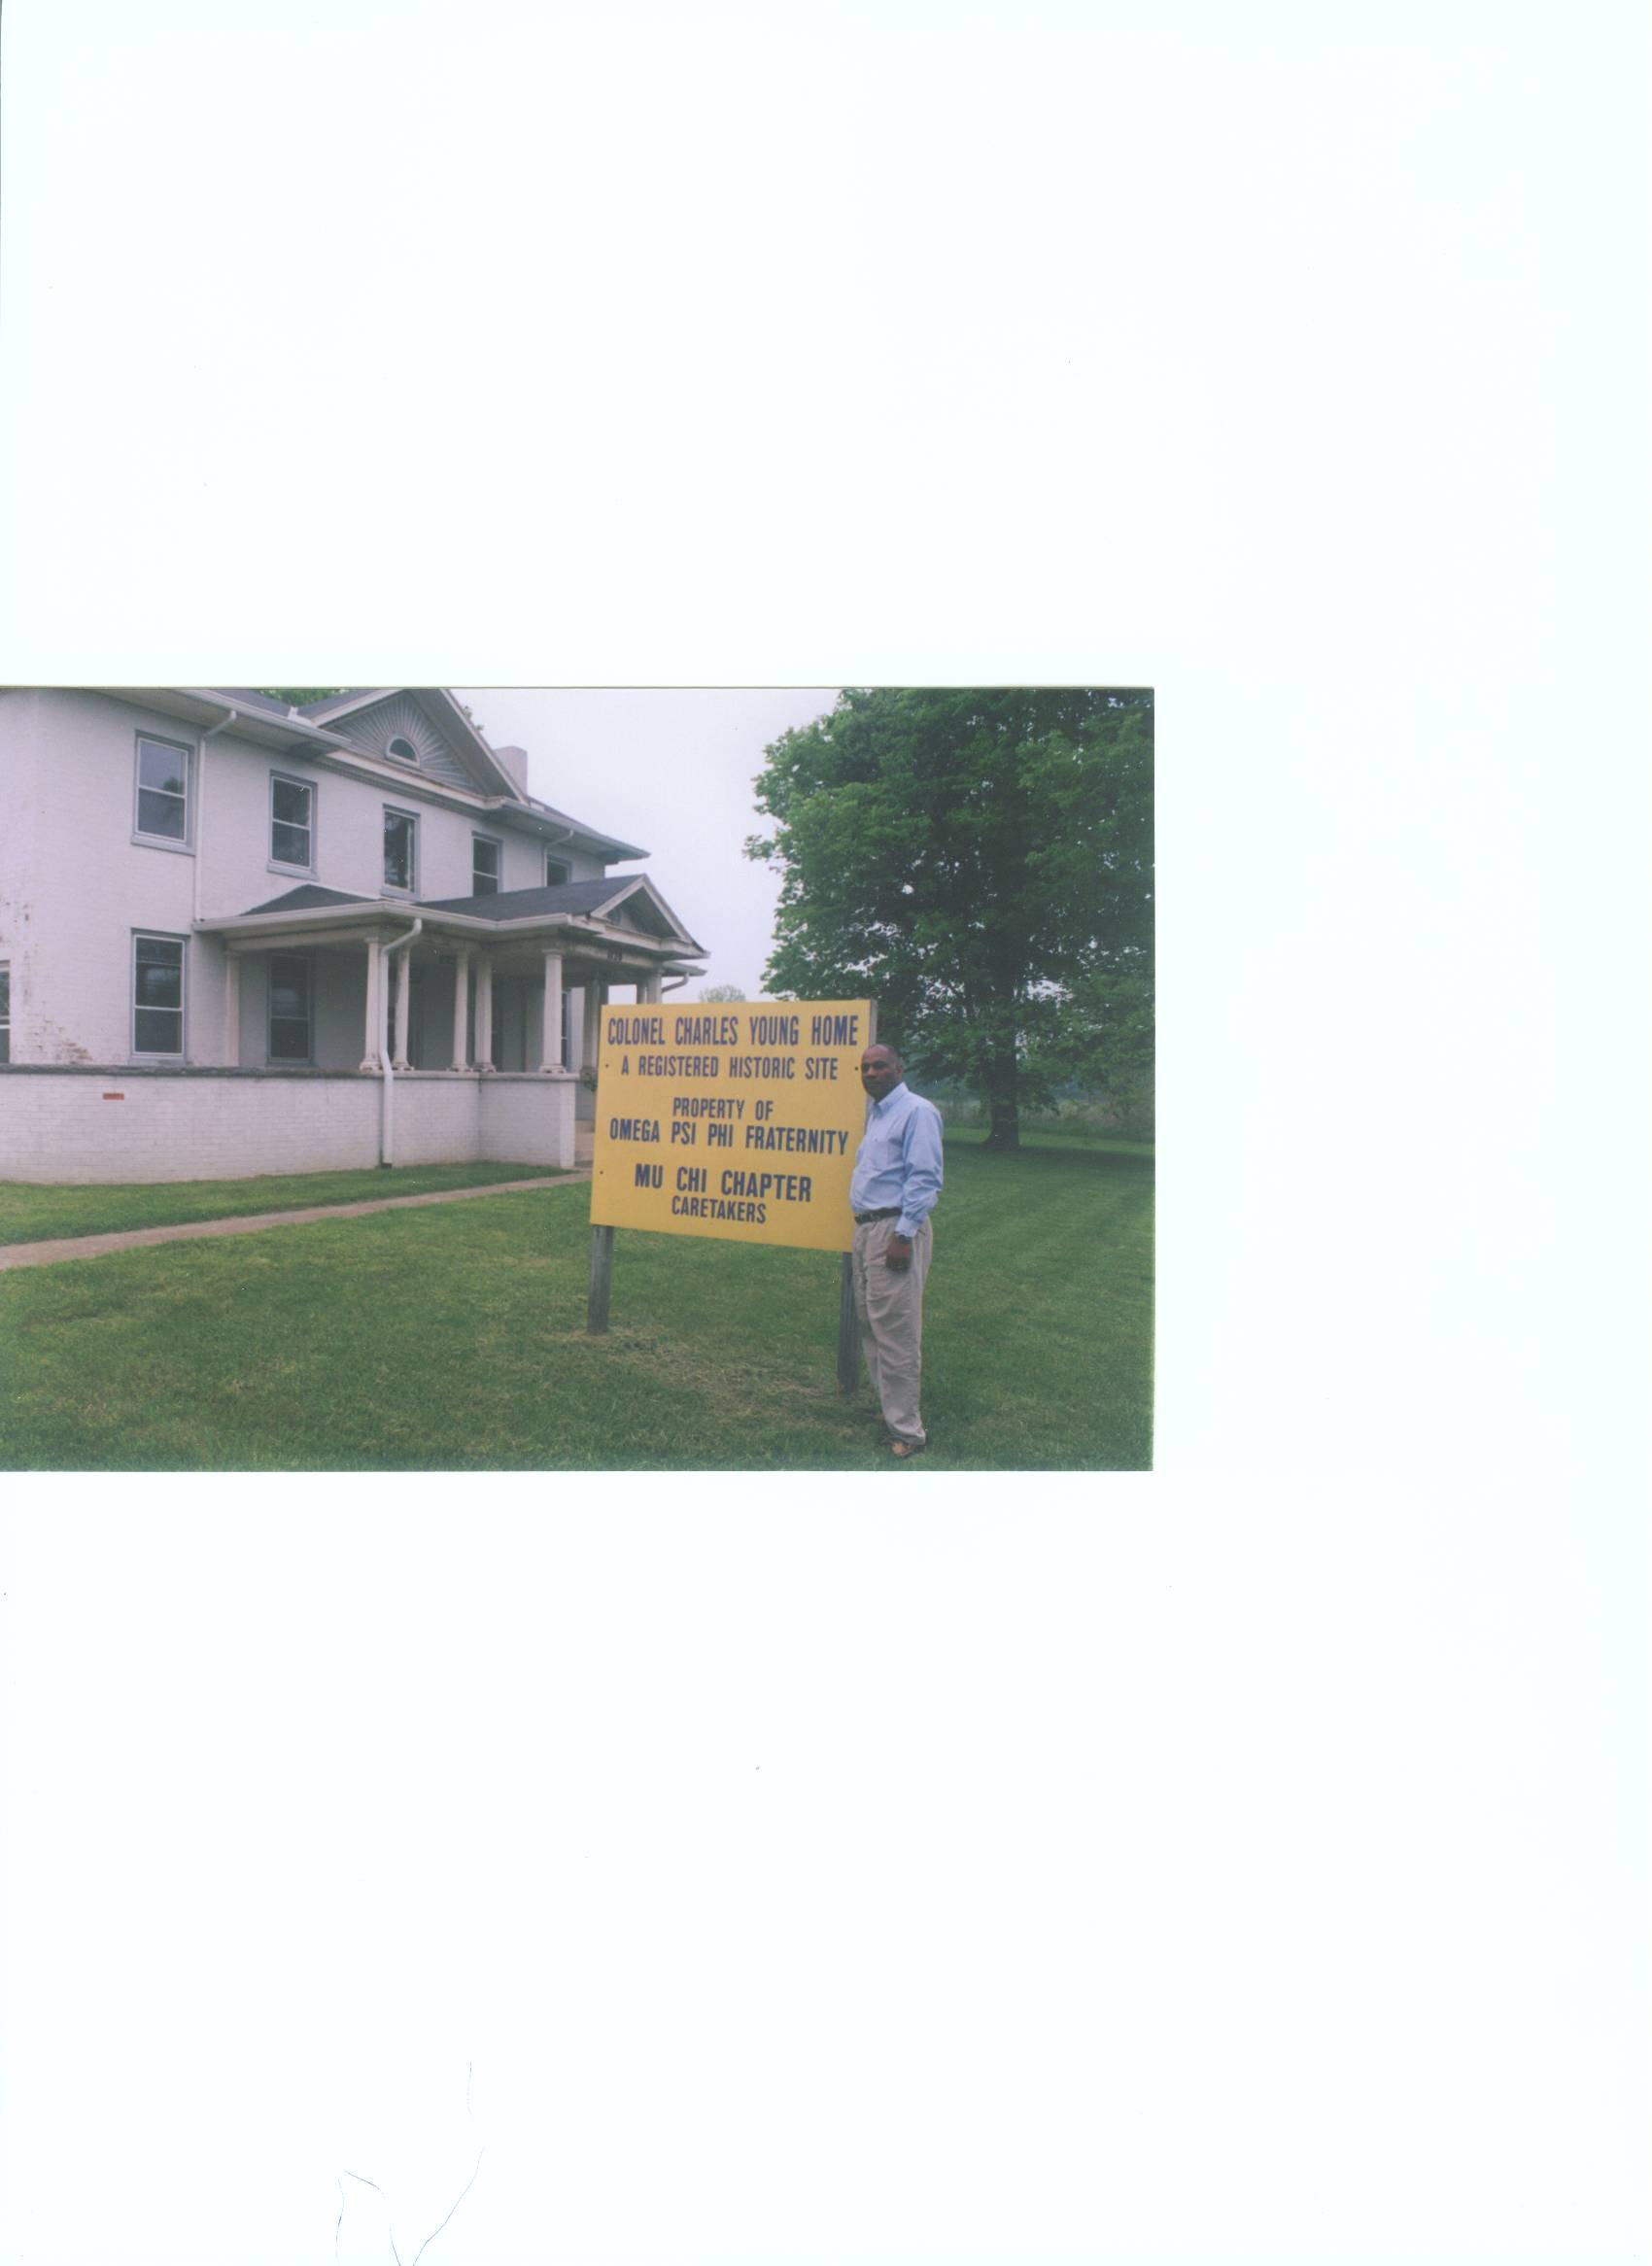 COLONEL CHARLES YOUNG HOME
A REGISTERED HISTORIC SITE
PROPERTY OF
OMEGA PSI PHI FRATERNITY
MU CHI CHAPTER
CARETAKERS